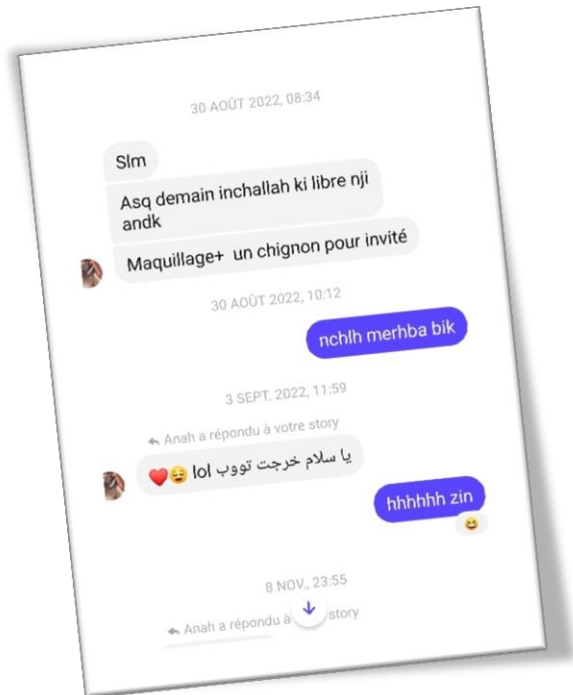 30 AOÛT 2022, 08:34
Slm
Asq demain inchallah ki libre nji
andk
Maquillage+ un chignon pour invité
30 AOÛT 2022, 10:12
nchlh merhba bik
3 SEPT. 2022, 11:59
Anah a répondu à votre story
يا سلام خرجت تووب lol 😌❤️
hhhhhh zin
😆
8 NOV., 23:55
Anah a répondu à story